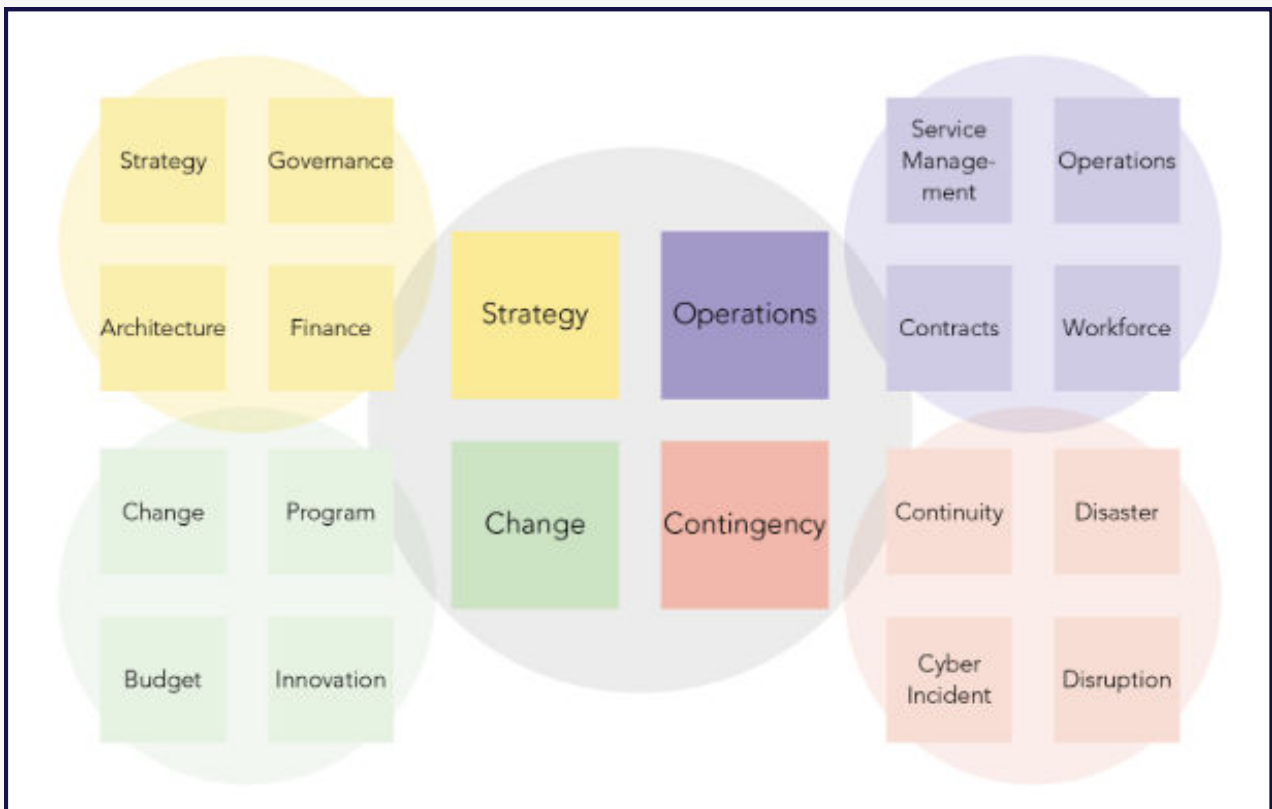 Strategy
Governance
Architecture
Finance
Service
Manage-
ment
Operations
Contracts
Workforce
Strategy
Operations
Change
Contingency
Change
Program
Budget
Innovation
Continuity
Disaster
Cyber
Incident
Disruption